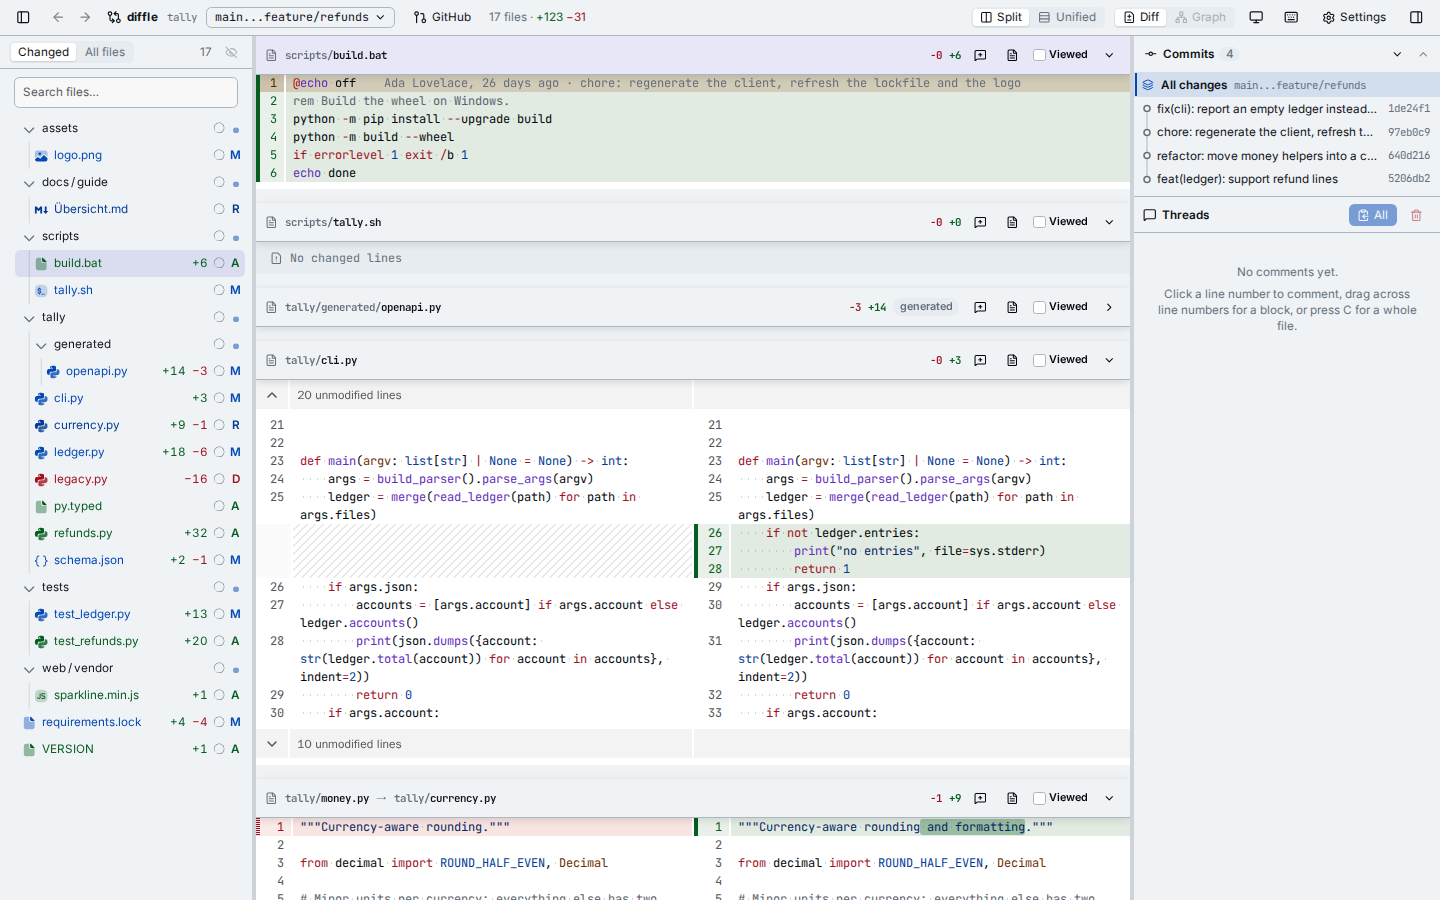 diffle tally main...feature/refunds GitHub 17 files · +123 −31 Split Unified Diff Graph Settings
Changed All files 17
Search files...
assets
logo.png M
docs/guide
Übersicht.md R
scripts
build.bat +6 A
tally.sh M
tally
generated
openapi.py +14 −3 M
cli.py +3 M
currency.py +9 −1 R
ledger.py +18 −6 M
legacy.py −16 D
py.typed A
refunds.py +32 A
schema.json +2 −1 M
tests
test_ledger.py +13 M
test_refunds.py +20 A
web/vendor
sparkline.min.js +1 A
requirements.lock +4 −4 M
VERSION +1 A
scripts/build.bat -0 +6 Viewed
1 @echo off Ada Lovelace, 26 days ago · chore: regenerate the client, refresh the lockfile and the logo
2 rem Build the wheel on Windows.
3 python -m pip install --upgrade build
4 python -m build --wheel
5 if errorlevel 1 exit /b 1
6 echo done
scripts/tally.sh -0 +0 Viewed
No changed lines
tally/generated/openapi.py -3 +14 generated Viewed
tally/cli.py -0 +3 Viewed
20 unmodified lines
21
22
23 def main(argv: list[str] | None = None) -> int:
24 args = build_parser().parse_args(argv)
25 ledger = merge(read_ledger(path) for path in
args.files)
26 if args.json:
27 accounts = [args.account] if args.account else
ledger.accounts()
28 print(json.dumps({account:
str(ledger.total(account)) for account in accounts},
indent=2))
29 return 0
30 if args.account:
21
22
23 def main(argv: list[str] | None = None) -> int:
24 args = build_parser().parse_args(argv)
25 ledger = merge(read_ledger(path) for path in
args.files)
26 if not ledger.entries:
27 print("no entries", file=sys.stderr)
28 return 1
29 if args.json:
30 accounts = [args.account] if args.account else
ledger.accounts()
31 print(json.dumps({account:
str(ledger.total(account)) for account in accounts},
indent=2))
32 return 0
33 if args.account:
10 unmodified lines
tally/money.py → tally/currency.py -1 +9 Viewed
1 """Currency-aware rounding."""
2
3 from decimal import ROUND_HALF_EVEN, Decimal
4
5 # Minor units per currency; everything else has two
1 """Currency-aware rounding and formatting."""
2
3 from decimal import ROUND_HALF_EVEN, Decimal
4
5 # Minor units per currency; everything else has two
Commits 4
All changes main...feature/refunds
fix(cli): report an empty ledger instead... 1de24f1
chore: regenerate the client, refresh t... 97eb0c9
refactor: move money helpers into a c... 640d216
feat(ledger): support refund lines 5206db2
Threads All
No comments yet.
Click a line number to comment, drag across
line numbers for a block, or press C for a whole
file.